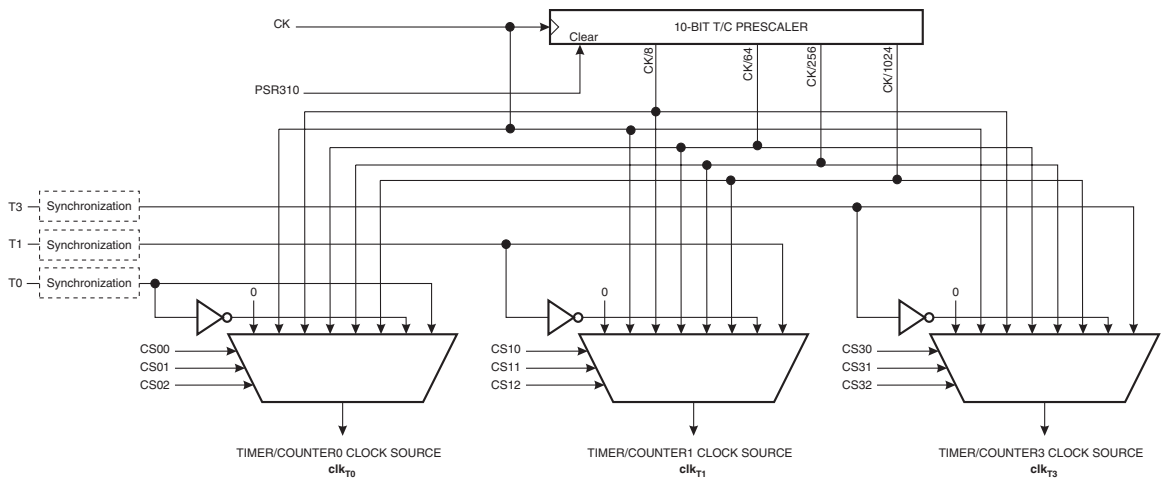 CK
10-BIT T/C PRESCALER
Clear
CK/8
CK/64
CK/256
CK/1024
PSR310
T3
Synchronization
T1
Synchronization
T0
Synchronization
0
0
0
CS00
CS01
CS02
CS10
CS11
CS12
CS30
CS31
CS32
TIMER/COUNTER0 CLOCK SOURCE
clkT0
TIMER/COUNTER1 CLOCK SOURCE
clkT1
TIMER/COUNTER3 CLOCK SOURCE
clkT3